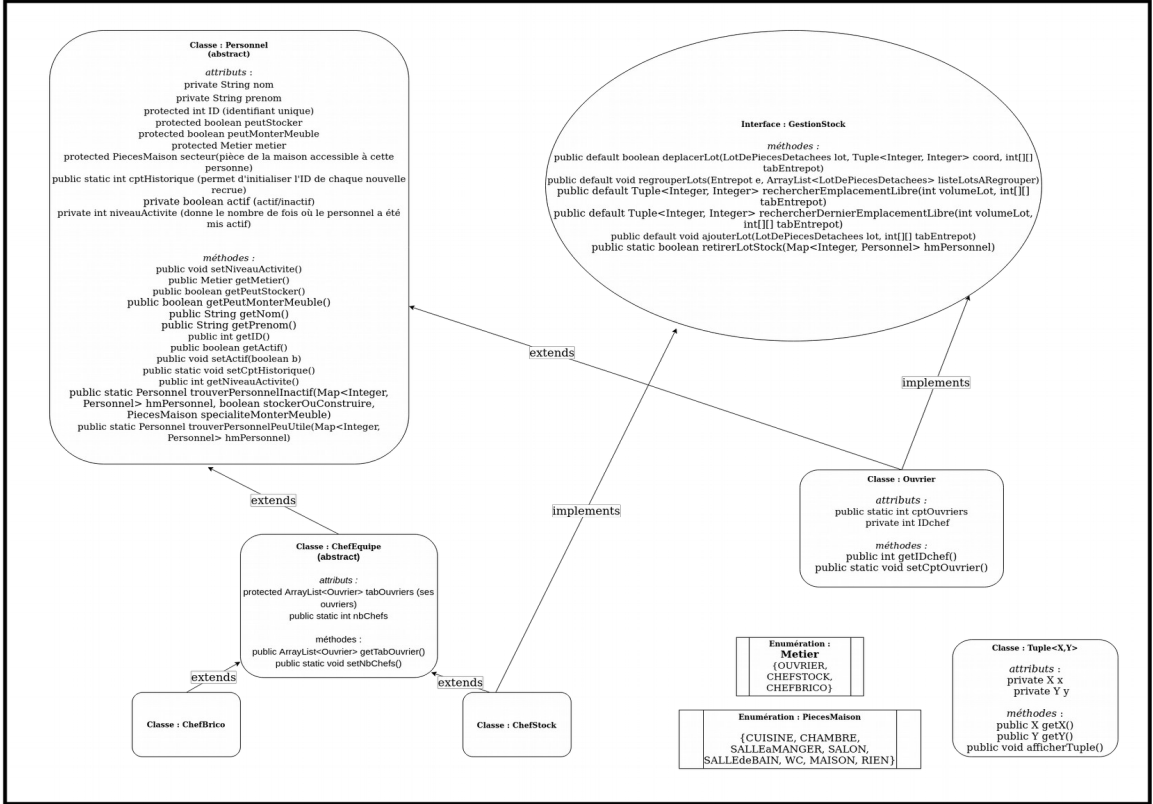 Classe : Personnel
(abstract)
attributs :
private String nom
private String prenom
protected int ID (identifiant unique)
protected boolean peutStocker
protected boolean peutMonterMeuble
protected Metier metier
protected PiecesMaison secteur(pièce de la maison accessible à cette
personne)
public static int cptHistorique (permet d'initialiser l'ID de chaque nouvelle
recrue)
private boolean actif (actif/inactif)
private int niveauActivite (donne le nombre de fois où le personnel a été
mis actif)
méthodes :
public void setNiveauActivite()
public Metier getMetier()
public boolean getPeutStocker()
public boolean getPeutMonterMeuble()
public String getNom()
public String getPrenom()
public int getID()
public boolean getActif()
public void setActif(boolean b)
public static void setCptHistorique()
public int getNiveauActivite()
public static Personnel trouverPersonnelInactif(Map<Integer,
Personnel> hmPersonnel, boolean stockerOuConstruire,
PiecesMaison specialiteMonterMeuble)
public static Personnel trouverPersonnelPeuUtile(Map<Integer,
Personnel> hmPersonnel)
Interface : GestionStock
méthodes :
public default boolean deplacerLot(LotDePiecesDetachees lot, Tuple<Integer, Integer> coord, int[][]
tabEntrepot)
public default void regrouperLots(Entrepot e, ArrayList<LotDePiecesDetachees> listeLotsARegrouper)
public default Tuple<Integer, Integer> rechercherEmplacementLibre(int volumeLot, int[][]
tabEntrepot)
public default Tuple<Integer, Integer> rechercherDernierEmplacementLibre(int volumeLot,
int[][] tabEntrepot)
public default void ajouterLot(LotDePiecesDetachees lot, int[][] tabEntrepot)
public static boolean retirerLotStock(Map<Integer, Personnel> hmPersonnel)
extends
implements
extends
implements
Classe : Ouvrier
attributs :
public static int cptOuvriers
private int IDchef
méthodes :
public int getIDchef()
public static void setCptOuvrier()
Classe : ChefEquipe
(abstract)
attributs :
protected ArrayList<Ouvrier> tabOuvriers (ses
ouvriers)
public static int nbChefs
méthodes :
public ArrayList<Ouvrier> getTabOuvrier()
public static void setNbChefs()
extends
extends
Classe : ChefBrico
Classe : ChefStock
Enumération :
Metier
{OUVRIER,
CHEFSTOCK,
CHEFBRICO}
Enumération : PiecesMaison
{CUISINE, CHAMBRE,
SALLEaMANGER, SALON,
SALLEdeBAIN, WC, MAISON, RIEN}
Classe : Tuple<X,Y>
attributs :
private X x
private Y y
méthodes :
public X getX()
public Y getY()
public void afficherTuple()